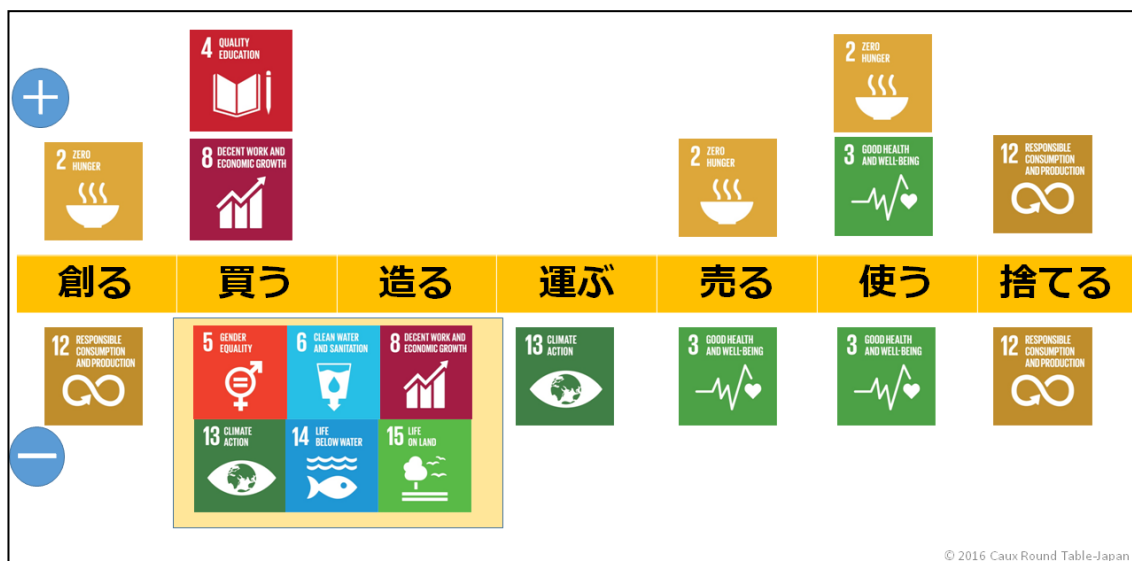 4 QUALITY
EDUCATION
2 ZERO
HUNGER
2 ZERO
HUNGER
8 DECENT WORK AND
ECONOMIC GROWTH
2 ZERO
HUNGER
3 GOOD HEALTH
AND WELL-BEING
12 RESPONSIBLE
CONSUMPTION
AND PRODUCTION
創る 買う 造る 運ぶ 売る 使う 捨てる
12 RESPONSIBLE
CONSUMPTION
AND PRODUCTION
5 GENDER
EQUALITY
6 CLEAN WATER
AND SANITATION
8 DECENT WORK AND
ECONOMIC GROWTH
13 CLIMATE
ACTION
3 GOOD HEALTH
AND WELL-BEING
3 GOOD HEALTH
AND WELL-BEING
12 RESPONSIBLE
CONSUMPTION
AND PRODUCTION
13 CLIMATE
ACTION
14 LIFE
BELOW WATER
15 LIFE
ON LAND
© 2016 Caux Round Table-Japan